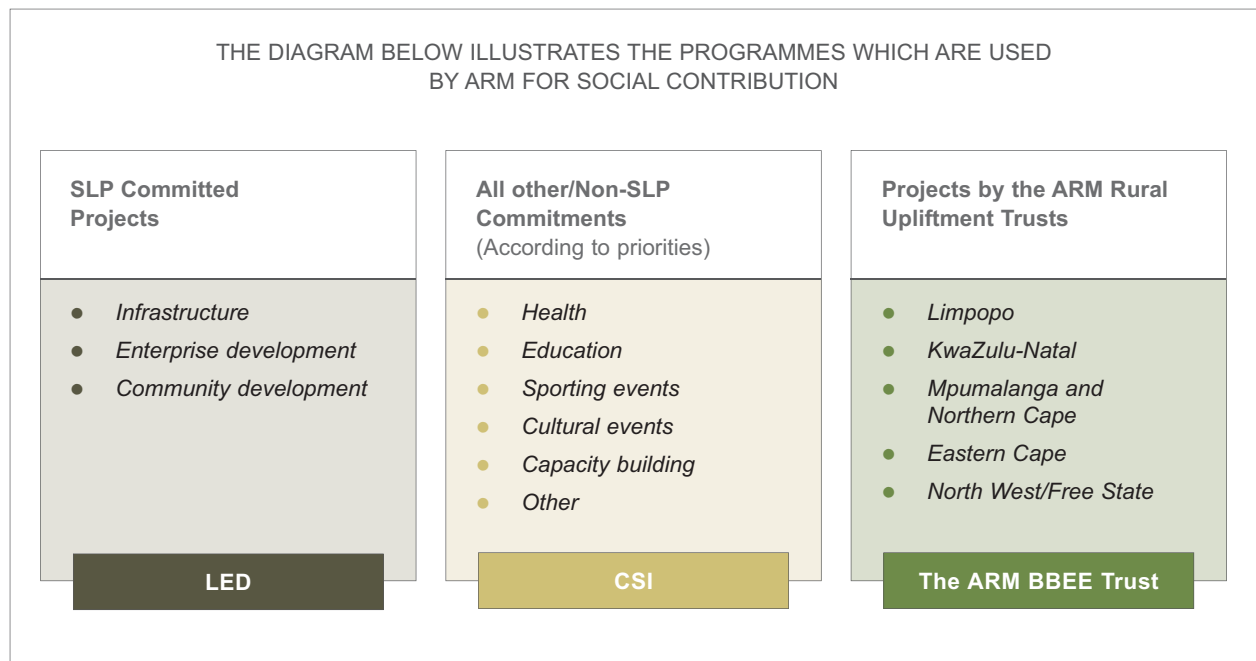 THE DIAGRAM BELOW ILLUSTRATES THE PROGRAMMES WHICH ARE USED
BY ARM FOR SOCIAL CONTRIBUTION
SLP Committed
Projects
Infrastructure
Enterprise development
Community development
LED
All other/Non-SLP
Commitments
(According to priorities)
Health
Education
Sporting events
Cultural events
Capacity building
Other
CSI
Projects by the ARM Rural
Upliftment Trusts
Limpopo
KwaZulu-Natal
Mpumalanga and
Northern Cape
Eastern Cape
North West/Free State
The ARM BBEE Trust